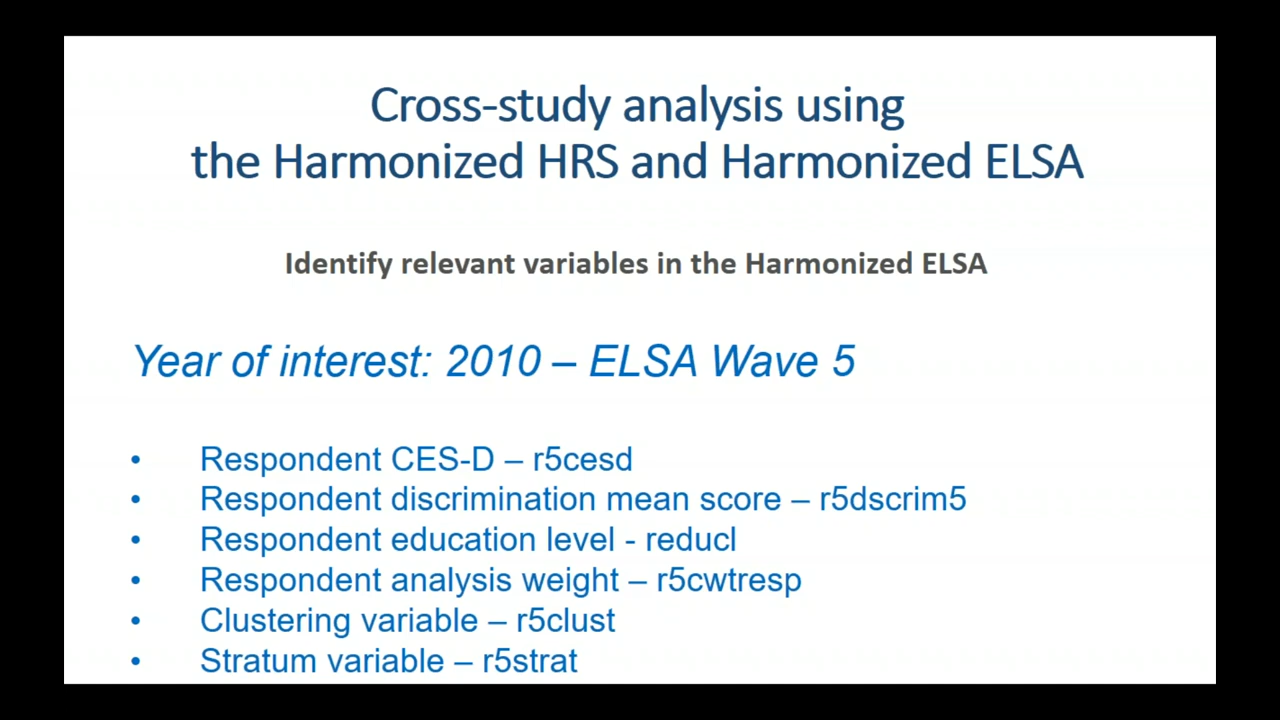 Cross-study analysis using
the Harmonized HRS and Harmonized ELSA
Identify relevant variables in the Harmonized ELSA
Year of interest: 2010 – ELSA Wave 5
• Respondent CES-D – r5cesd
• Respondent discrimination mean score – r5dscrim5
• Respondent education level - reducl
• Respondent analysis weight – r5cwtresp
• Clustering variable – r5clust
• Stratum variable – r5strat